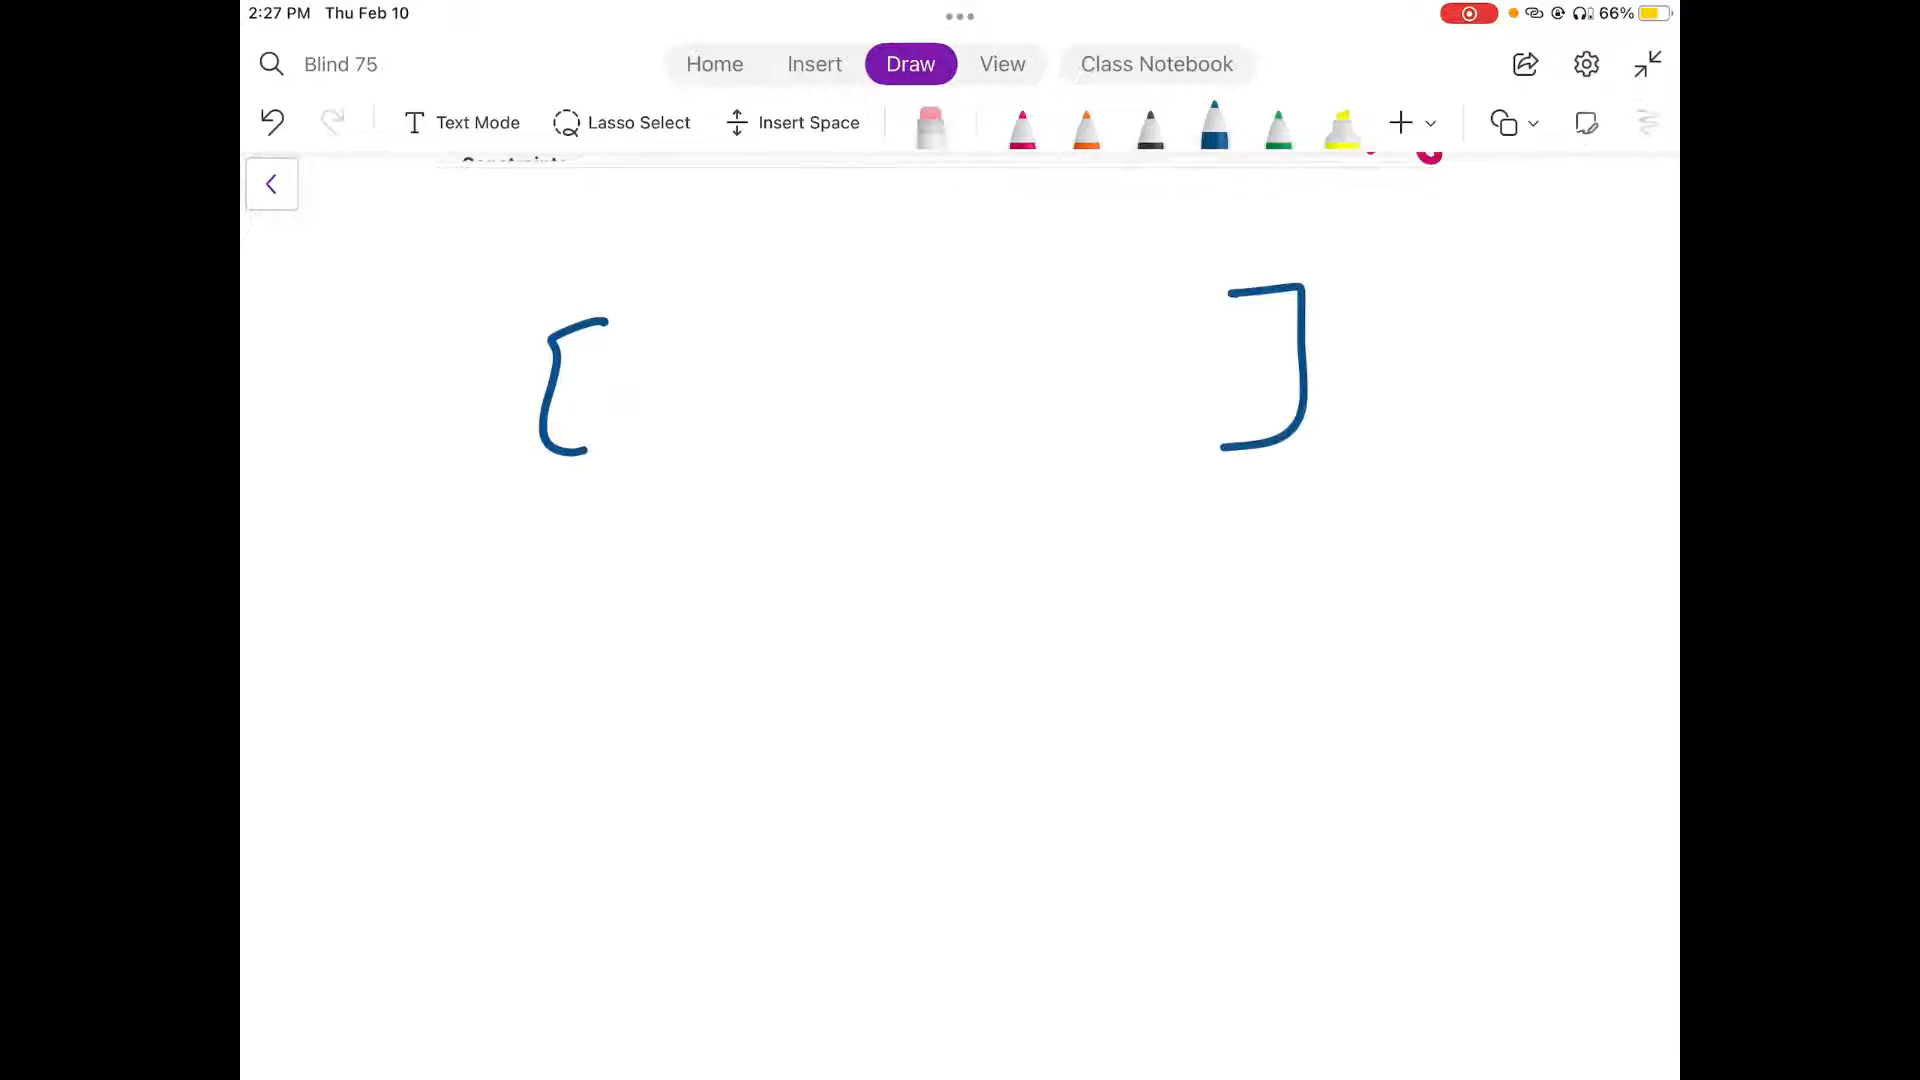 2:27 PM Thu Feb 10 66%
Blind 75 Home Insert Draw View Class Notebook
Text Mode Lasso Select Insert Space
[ ]